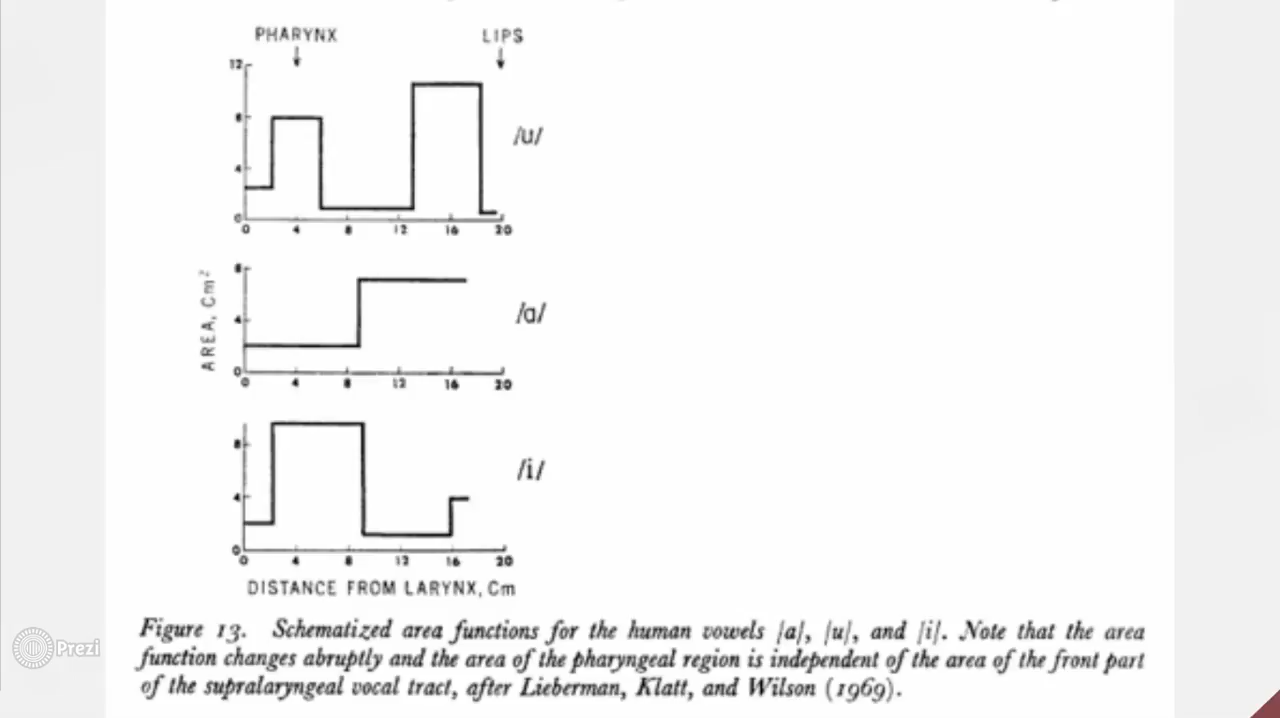 PHARYNX LIPS
12
8
4
0
0 4 8 12 16 20
/u/
AREA, Cm²
8
4
0
0 4 8 12 16 20
/a/
8
4
0
0 4 8 12 16 20
/i/
DISTANCE FROM LARYNX, Cm
Figure 13. Schematized area functions for the human vowels /a/, /u/, and /i/. Note that the area
function changes abruptly and the area of the pharyngeal region is independent of the area of the front part
of the supralaryngeal vocal tract, after Lieberman, Klatt, and Wilson (1969).
Prezi